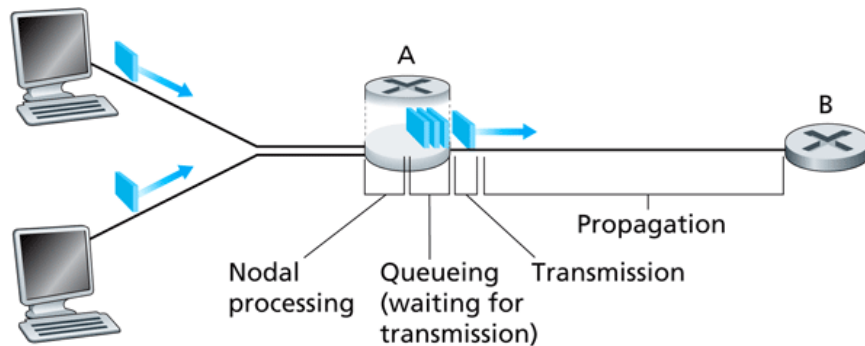 A
B
Propagation
Nodal
processing
Queueing
(waiting for
transmission)
Transmission